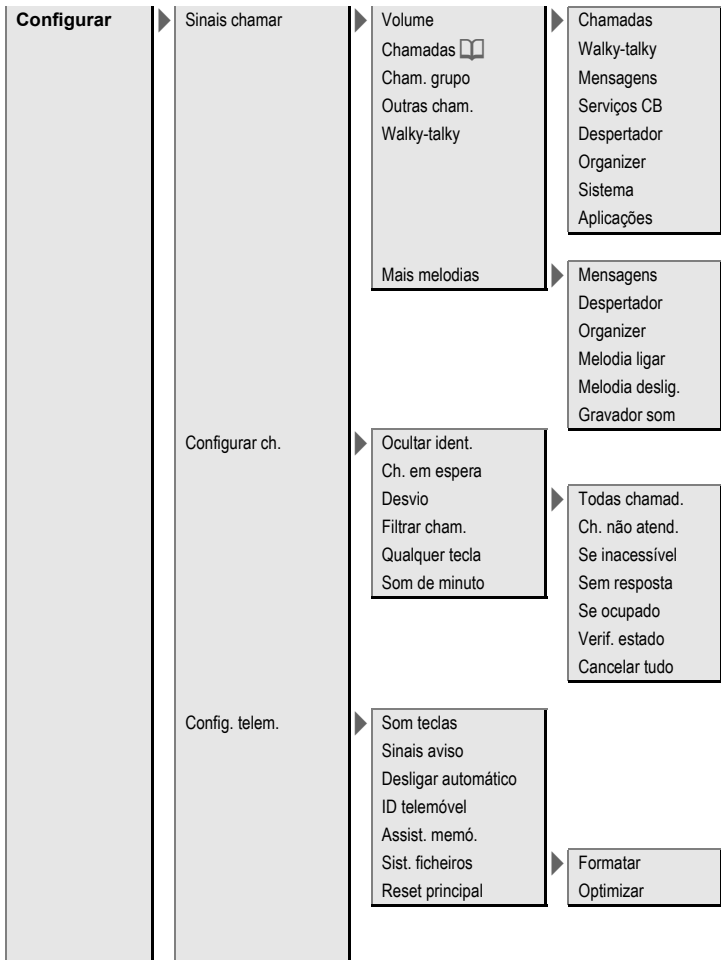 Configurar
Sinais chamar
Volume
Chamadas
Cham. grupo
Outras cham.
Walky-talky
Mais melodias
Chamadas
Walky-talky
Mensagens
Serviços CB
Despertador
Organizer
Sistema
Aplicações
Mensagens
Despertador
Organizer
Melodia ligar
Melodia deslig.
Gravador som
Configurar ch.
Ocultar ident.
Ch. em espera
Desvio
Filtrar cham.
Qualquer tecla
Som de minuto
Todas chamad.
Ch. não atend.
Se inacessível
Sem resposta
Se ocupado
Verif. estado
Cancelar tudo
Config. telem.
Som teclas
Sinais aviso
Desligar automático
ID telemóvel
Assist. memó.
Sist. ficheiros
Reset principal
Formatar
Optimizar